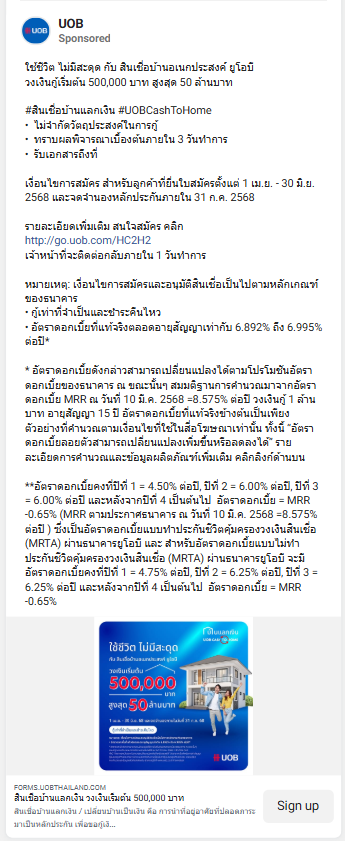 UOB
UOB
Sponsored
ใช้ชีวิต ไม่มีสะดุด กับ สินเชื่อบ้านอเนกประสงค์ ยูโอบี
วงเงินกู้เริ่มต้น 500,000 บาท สูงสุด 50 ล้านบาท
#สินเชื่อบ้านแลกเงิน #UOBCashToHome
• ไม่จำกัดวัตถุประสงค์ในการกู้
• ทราบผลพิจารณาเบื้องต้นภายใน 3 วันทำการ
• รับเอกสารถึงที่
เงื่อนไขการสมัคร สำหรับลูกค้าที่ยื่นใบสมัครตั้งแต่ 1 เม.ย. - 30 มิ.ย.
2568 และจดจำนองหลักประกันภายใน 31 ก.ค. 2568
รายละเอียดเพิ่มเติม สนใจสมัคร คลิก
http://go.uob.com/HC2H2
เจ้าหน้าที่จะติดต่อกลับภายใน 1 วันทำการ
หมายเหตุ: เงื่อนไขการสมัครและอนุมัติสินเชื่อเป็นไปตามหลักเกณฑ์
ของธนาคาร
• กู้เท่าที่จำเป็นและชำระคืนไหว
• อัตราดอกเบี้ยที่แท้จริงตลอดอายุสัญญาเท่ากับ 6.892% ถึง 6.995%
ต่อปี*
* อัตราดอกเบี้ยดังกล่าวสามารถเปลี่ยนแปลงได้ตามโปรโมชันอัตรา
ดอกเบี้ยของธนาคาร ณ ขณะนั้นๆ สมมติฐานการคำนวณมาจากอัตรา
ดอกเบี้ย MRR ณ วันที่ 10 มี.ค. 2568 =8.575% ต่อปี วงเงินกู้ 1 ล้าน
บาท อายุสัญญา 15 ปี อัตราดอกเบี้ยที่แท้จริงข้างต้นเป็นเพียง
ตัวอย่างที่คำนวณตามเงื่อนไขที่ใช้ในสื่อโฆษณาเท่านั้น ทั้งนี้ "อัตรา
ดอกเบี้ยลอยตัวสามารถเปลี่ยนแปลงเพิ่มขึ้นหรือลดลงได้" ราย
ละเอียดการคำนวณและข้อมูลผลิตภัณฑ์เพิ่มเติม คลิกลิงก์ด้านบน
**อัตราดอกเบี้ยคงที่ปีที่ 1 = 4.50% ต่อปี, ปีที่ 2 = 6.00% ต่อปี, ปีที่ 3
= 6.00% ต่อปี และหลังจากปีที่ 4 เป็นต้นไป อัตราดอกเบี้ย = MRR
-0.65% (MRR ตามประกาศธนาคาร ณ วันที่ 10 มี.ค. 2568 =8.575%
ต่อปี ) ซึ่งเป็นอัตราดอกเบี้ยแบบทำประกันชีวิตคุ้มครองวงเงินสินเชื่อ
(MRTA) ผ่านธนาคารยูโอบี และ สำหรับอัตราดอกเบี้ยแบบไม่ทำ
ประกันชีวิตคุ้มครองวงเงินสินเชื่อ (MRTA) ผ่านธนาคารยูโอบี จะมี
อัตราดอกเบี้ยคงที่ปีที่ 1 = 4.75% ต่อปี, ปีที่ 2 = 6.25% ต่อปี, ปีที่ 3 =
6.25% ต่อปี และหลังจากปีที่ 4 เป็นต้นไป อัตราดอกเบี้ย = MRR
-0.65%
ใช้ชีวิต ไม่มีสะดุด
กับ สินเชื่อบ้านอเนกประสงค์ ยูโอบี
วงเงินเริ่มต้น
500,000
บาท
สูงสุด 50 ล้านบาท
UOB
FORMS.UOBTHAILAND.COM
สินเชื่อบ้านแลกเงิน วงเงินเริ่มต้น 500,000 บาท
สินเชื่อบ้านแลกเงิน / เปลี่ยนบ้านเป็นเงิน คือ การนำที่อยู่อาศัยที่ปลอดภาระ
มาเป็นหลักประกัน เพื่อขอกู้เงิ...
Sign up